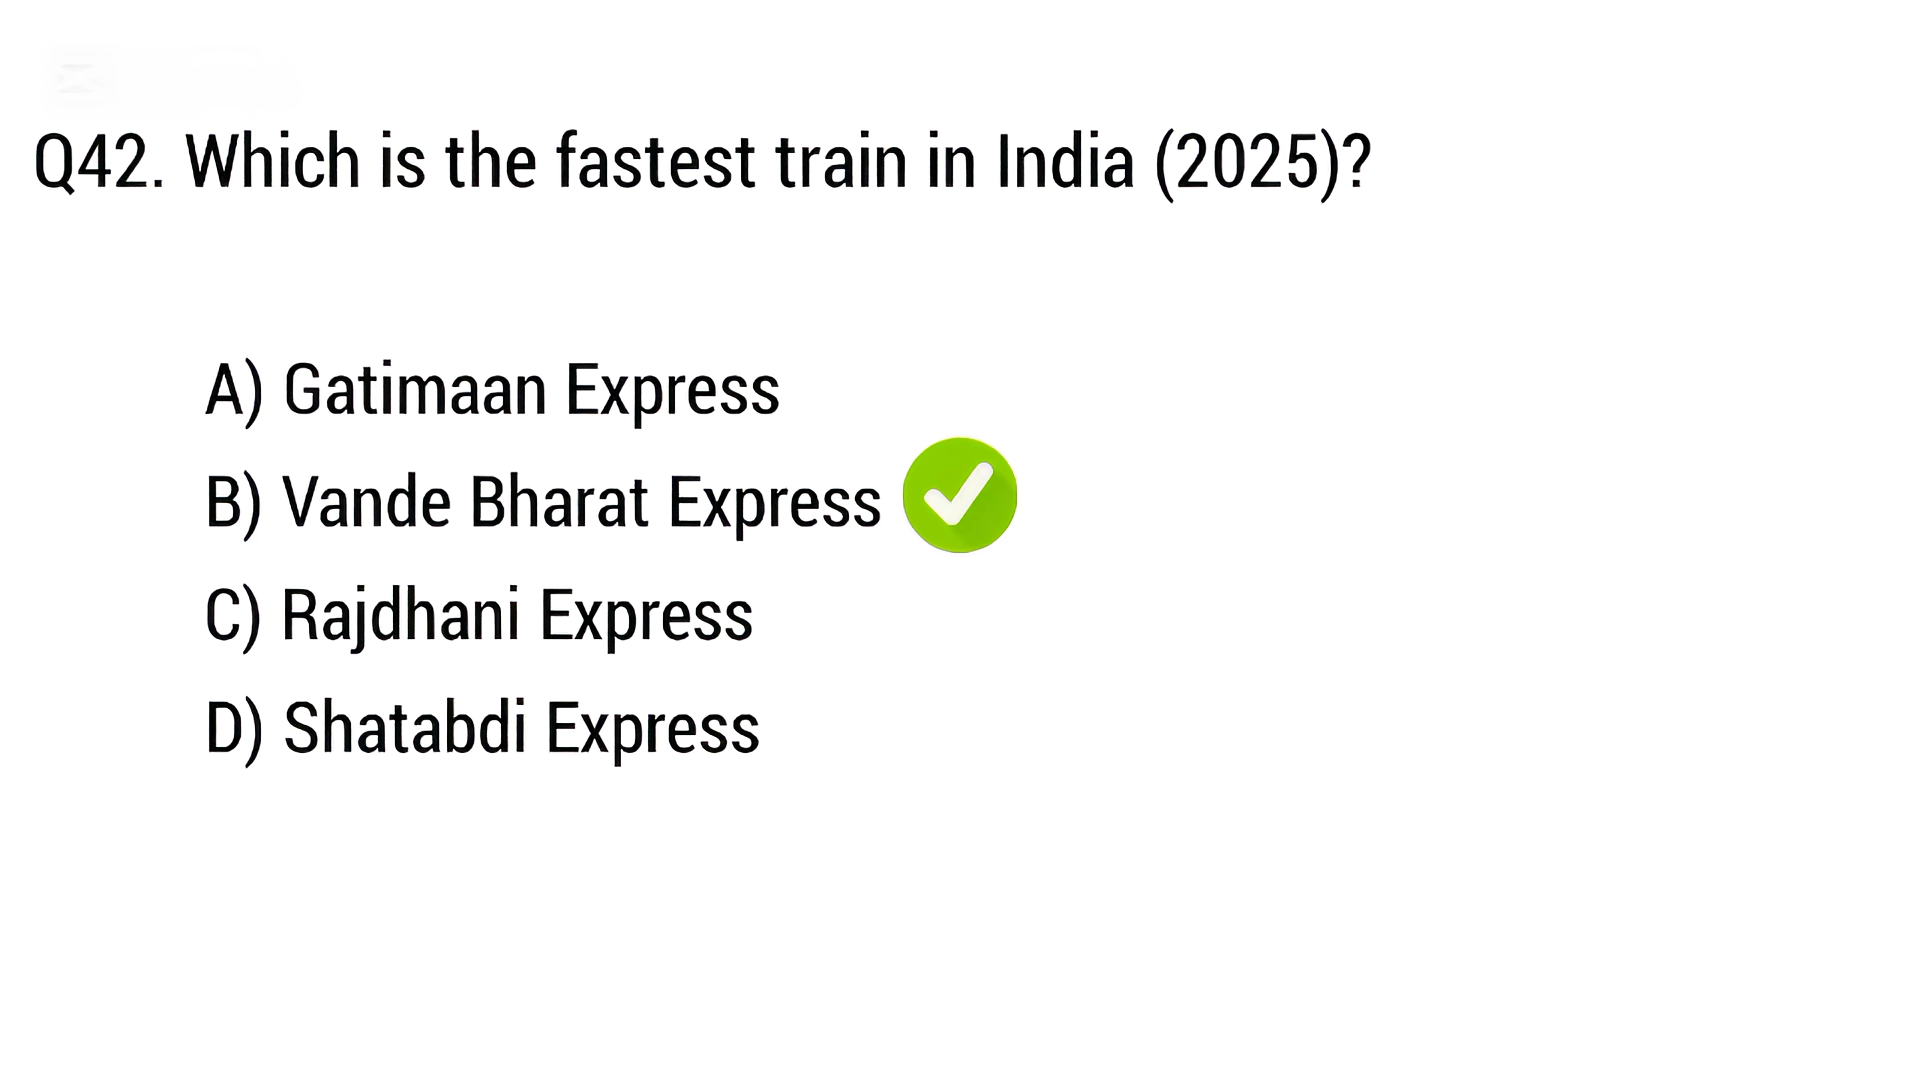 Q42. Which is the fastest train in India (2025)?
A) Gatimaan Express
B) Vande Bharat Express
C) Rajdhani Express
D) Shatabdi Express